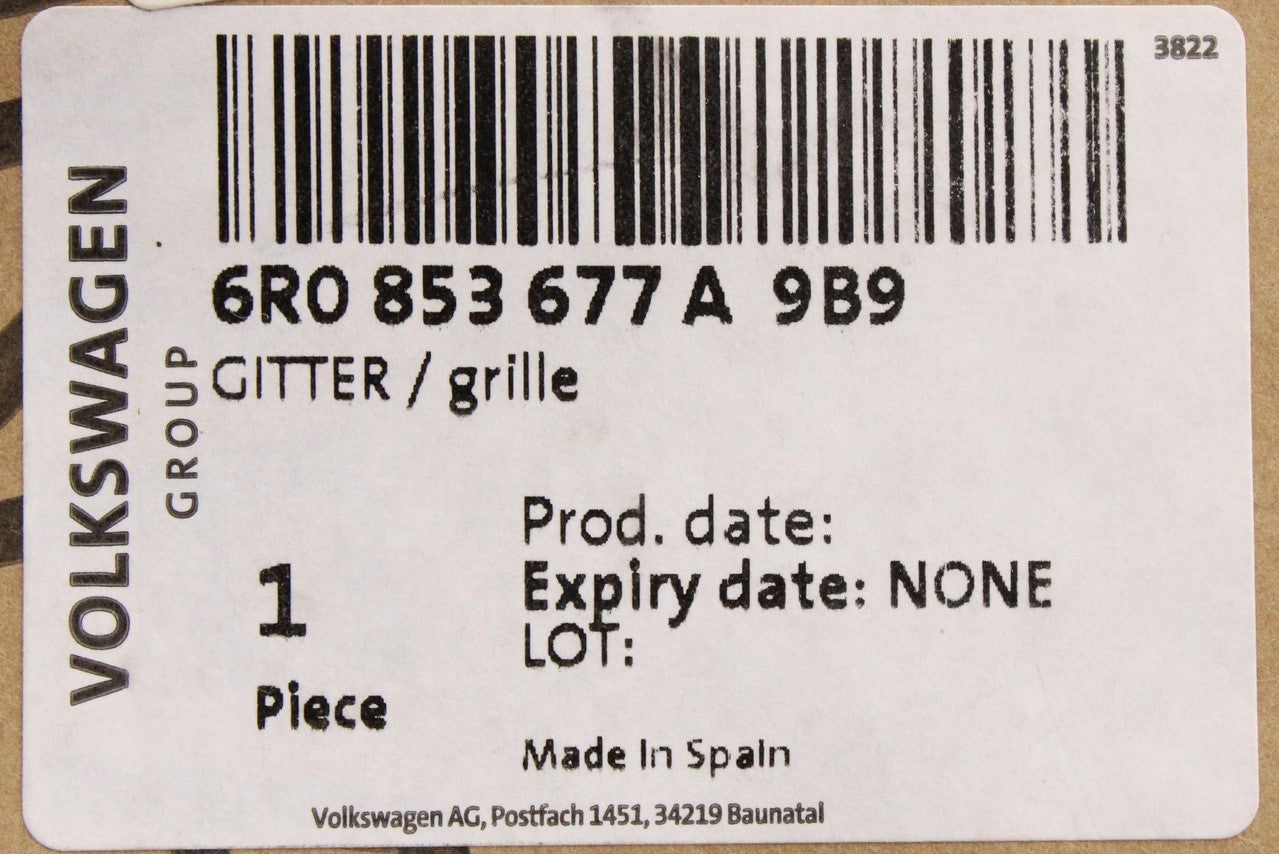 3822
6R0 853 677 A 9B9
GITTER / grille
VOLKSWAGEN
GROUP
Prod. date:
Expiry date: NONE
LOT:
1
Piece
Made In Spain
Volkswagen AG, Postfach 1451, 34219 Baunatal